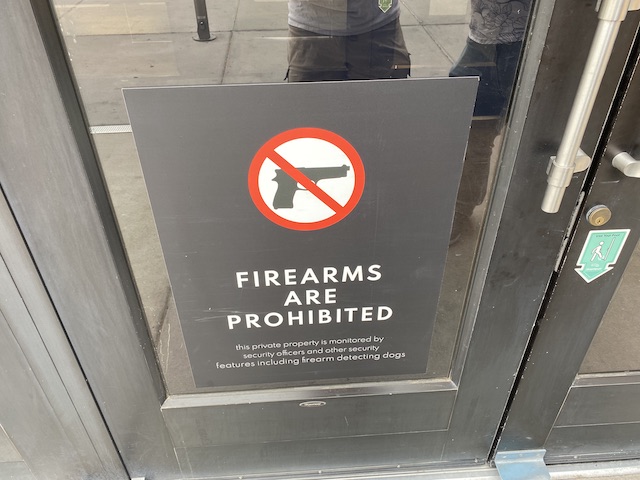 FIREARMS
ARE
PROHIBITED
this private property is monitored by
security officers and other security
features including firearm detecting dogs